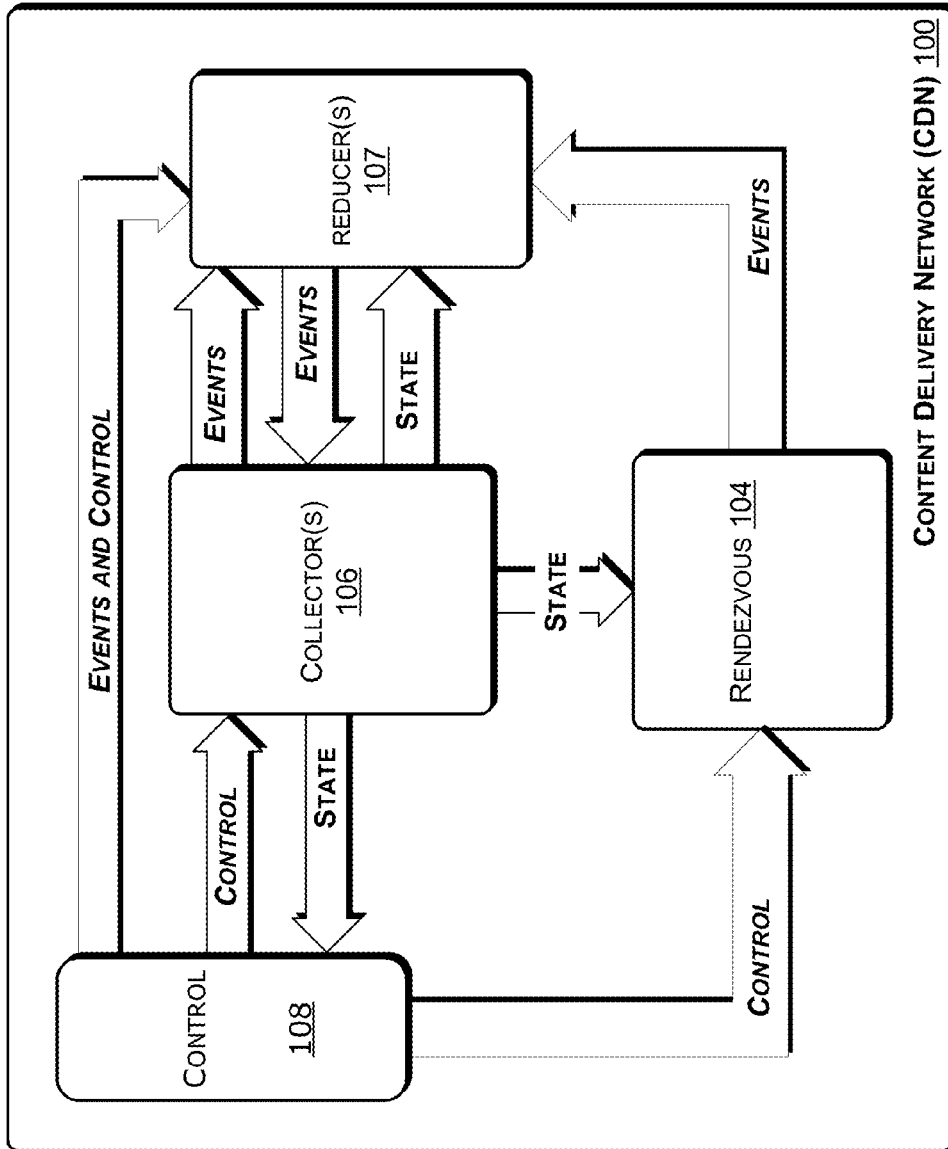 EVENTS AND CONTROL
CONTROL
108
CONTROL
STATE
COLLECTOR(S)
106
EVENTS
EVENTS
STATE
REDUCER(S)
107
STATE
CONTROL
RENDEZVOUS 104
EVENTS
CONTENT DELIVERY NETWORK (CDN) 100